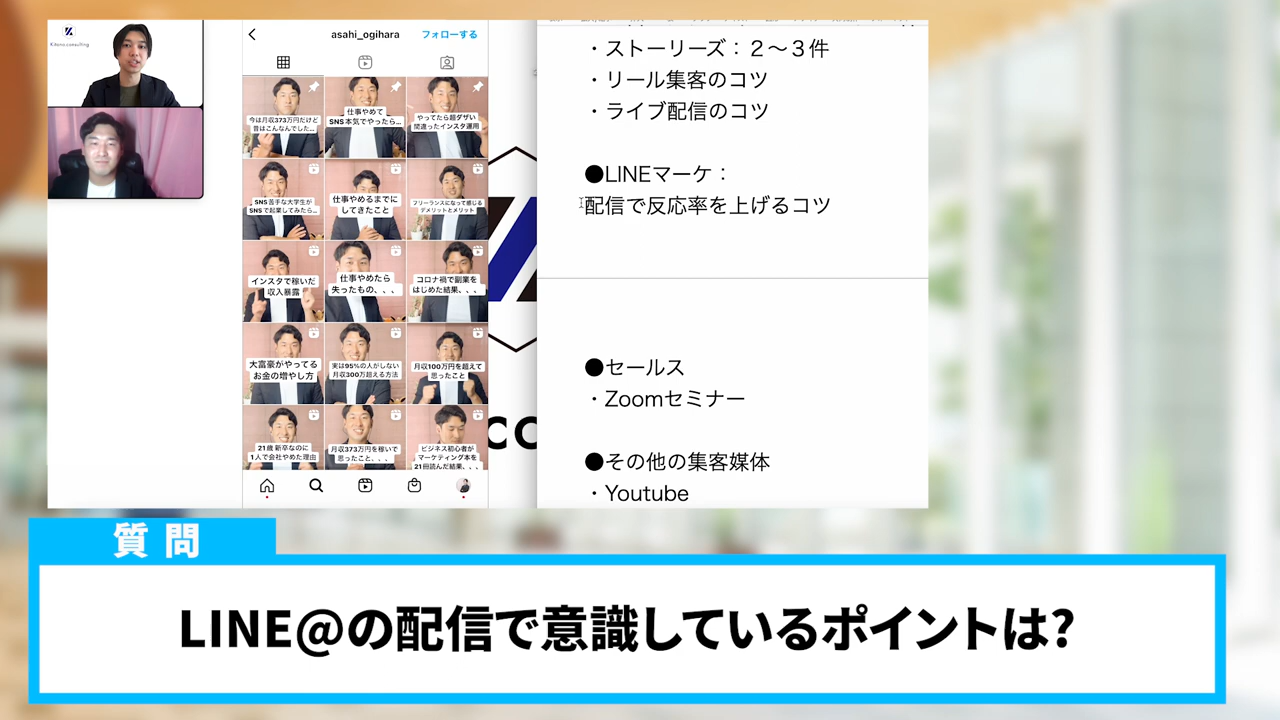 Kitano consulting
asahi_ogihara
フォローする
今は月収373万円だけど
昔はこんなんでした...
仕事やめて
SNS本気でやったら...
やってたら超ダザい
間違ったインスタ運用
SNS苦手な大学生が
SNSで起業してみたら...
仕事やめるまでに
してきたこと
フリーランスになって感じる
デメリットとメリット
インスタで稼いだ
収入暴露
仕事やめたら
失ったもの、、、
コロナ禍で副業を
はじめた結果、、、
大富豪がやってる
お金の増やし方
実は95%の人がしない
月収300万超える方法
月収100万円を超えて
思ったこと
21歳 新卒なのに
1人で会社やめた理由
月収373万円を稼いで
思ったこと、、、
ビジネス初心者が
マーケティング本を
21冊読んだ結果、、、
co
・ストーリーズ：２〜３件
・リール集客のコツ
・ライブ配信のコツ
●LINEマーケ：
配信で反応率を上げるコツ
●セールス
・Zoomセミナー
●その他の集客媒体
・Youtube
質問
LINE@の配信で意識しているポイントは?